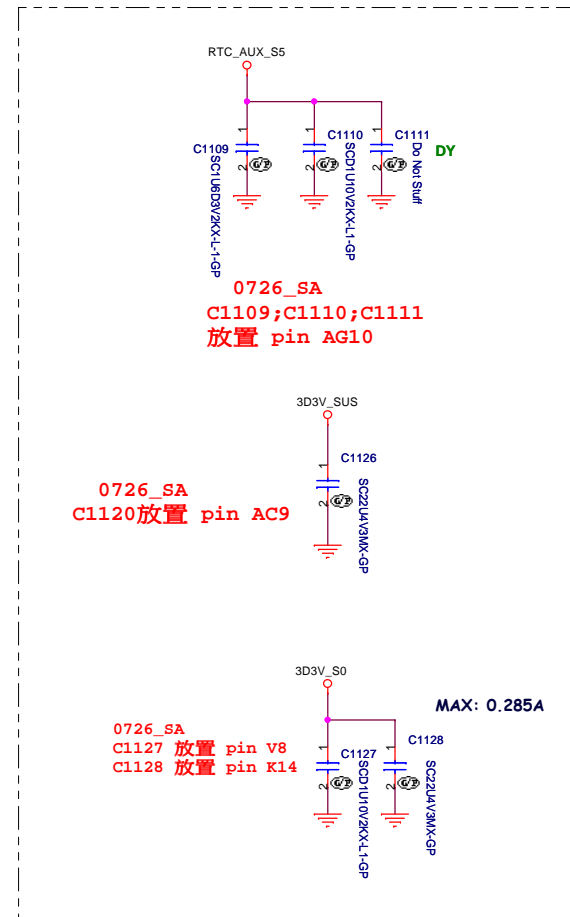 RTC_AUX_S5
1
C1109
2
G/P
SC1U6D3V2KX-L-1-GP
1
C1110
2
G/P
SCD1U10V2KX-L1-GP
1
C1111
2
G/P
Do Not Stuff
DY
0726_SA
C1109;C1110;C1111
放置 pin AG10
3D3V_SUS
1
C1126
2
G/P
SC22U4V3MX-GP
0726_SA
C1120放置 pin AC9
3D3V_S0
MAX: 0.285A
0726_SA
C1127 放置 pin V8
C1128 放置 pin K14
1
C1127
2
G/P
SCD1U10V2KX-L1-GP
1
C1128
2
G/P
SC22U4V3MX-GP